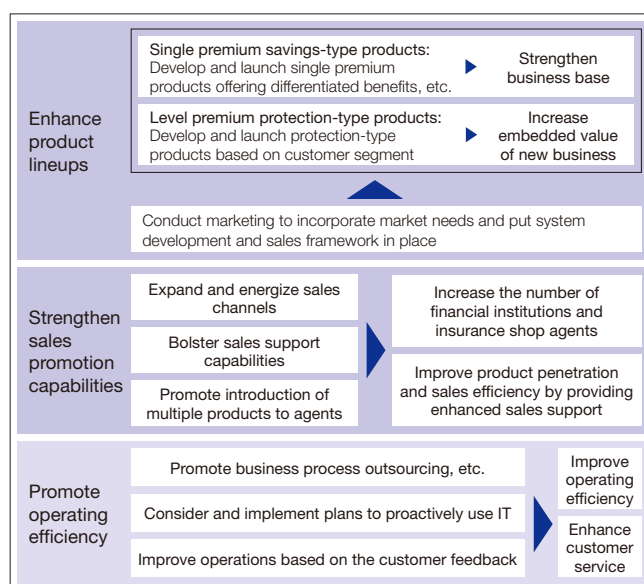 Enhance
product
lineups
Single premium savings-type products:
Develop and launch single premium
products offering differentiated benefits, etc.
Strengthen
business base
Level premium protection-type products:
Develop and launch protection-type
products based on customer segment
Increase
embedded value
of new business
Conduct marketing to incorporate market needs and put system
development and sales framework in place
Strengthen
sales
promotion
capabilities
Expand and energize sales
channels
Bolster sales support
capabilities
Promote introduction of
multiple products to agents
Increase the number of
financial institutions and
insurance shop agents
Improve product penetration
and sales efficiency by providing
enhanced sales support
Promote
operating
efficiency
Promote business process outsourcing, etc.
Consider and implement plans to proactively use IT
Improve operations based on the customer feedback
Improve
operating
efficiency
Enhance
customer
service